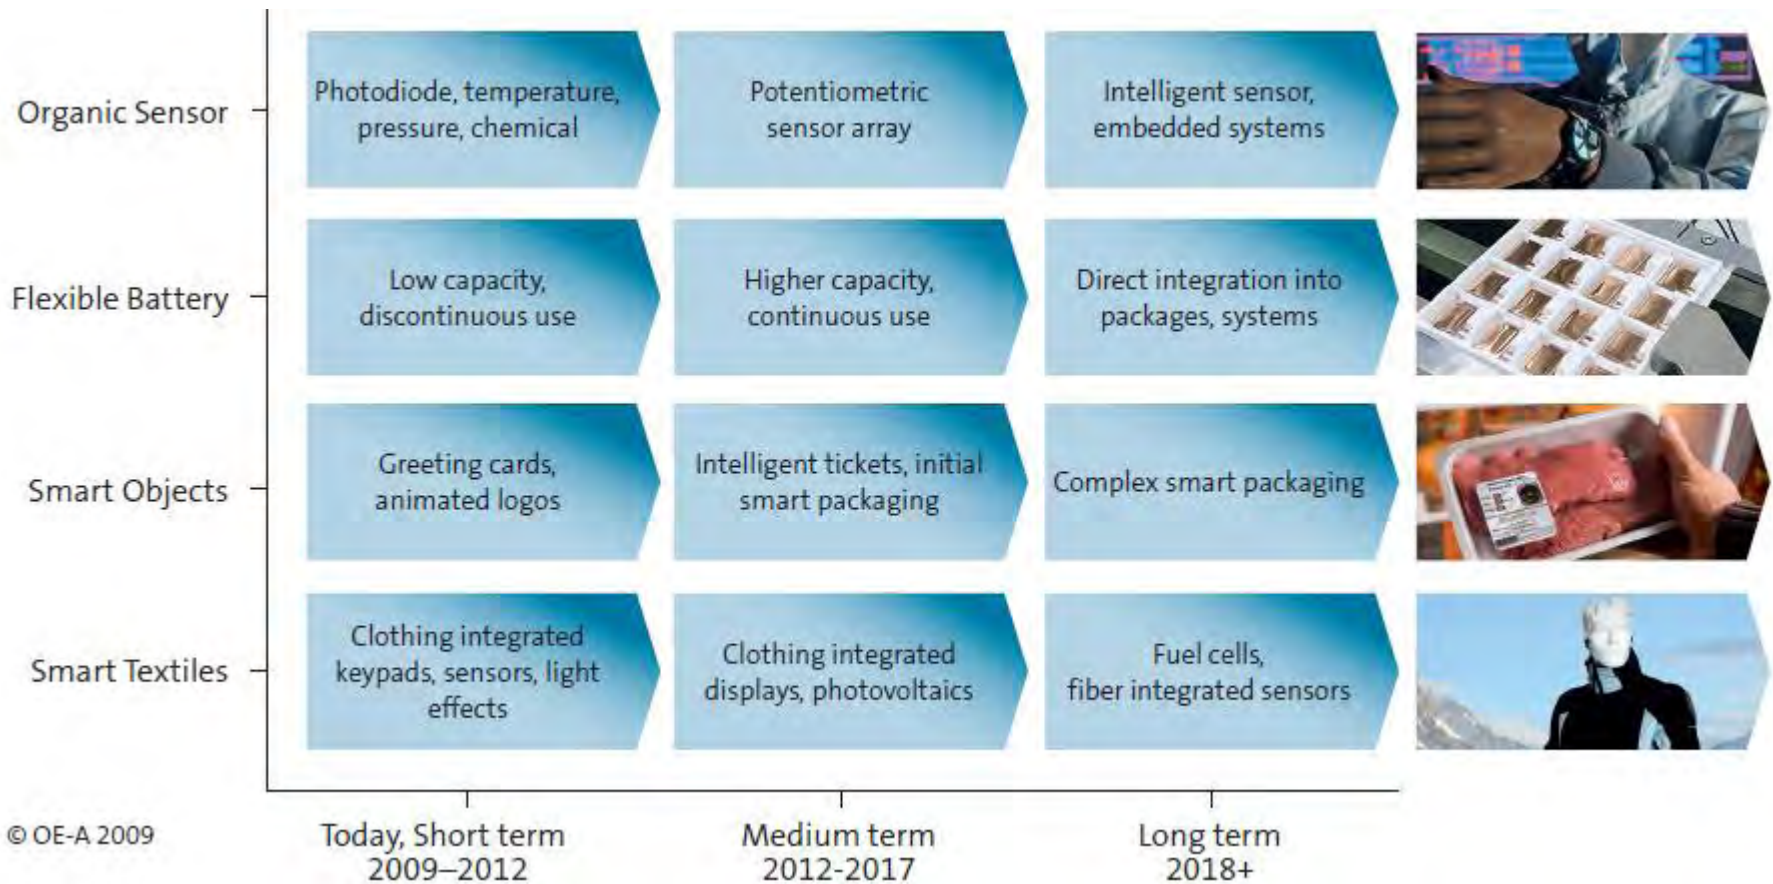 Organic Sensor
Photodiode, temperature,
pressure, chemical
Potentiometric
sensor array
Intelligent sensor,
embedded systems
Flexible Battery
Low capacity,
discontinuous use
Higher capacity,
continuous use
Direct integration into
packages, systems
Smart Objects
Greeting cards,
animated logos
Intelligent tickets, initial
smart packaging
Complex smart packaging
Smart Textiles
Clothing integrated
keypads, sensors, light
effects
Clothing integrated
displays, photovoltaics
Fuel cells,
fiber integrated sensors
© OE-A 2009
Today, Short term
2009–2012
Medium term
2012-2017
Long term
2018+